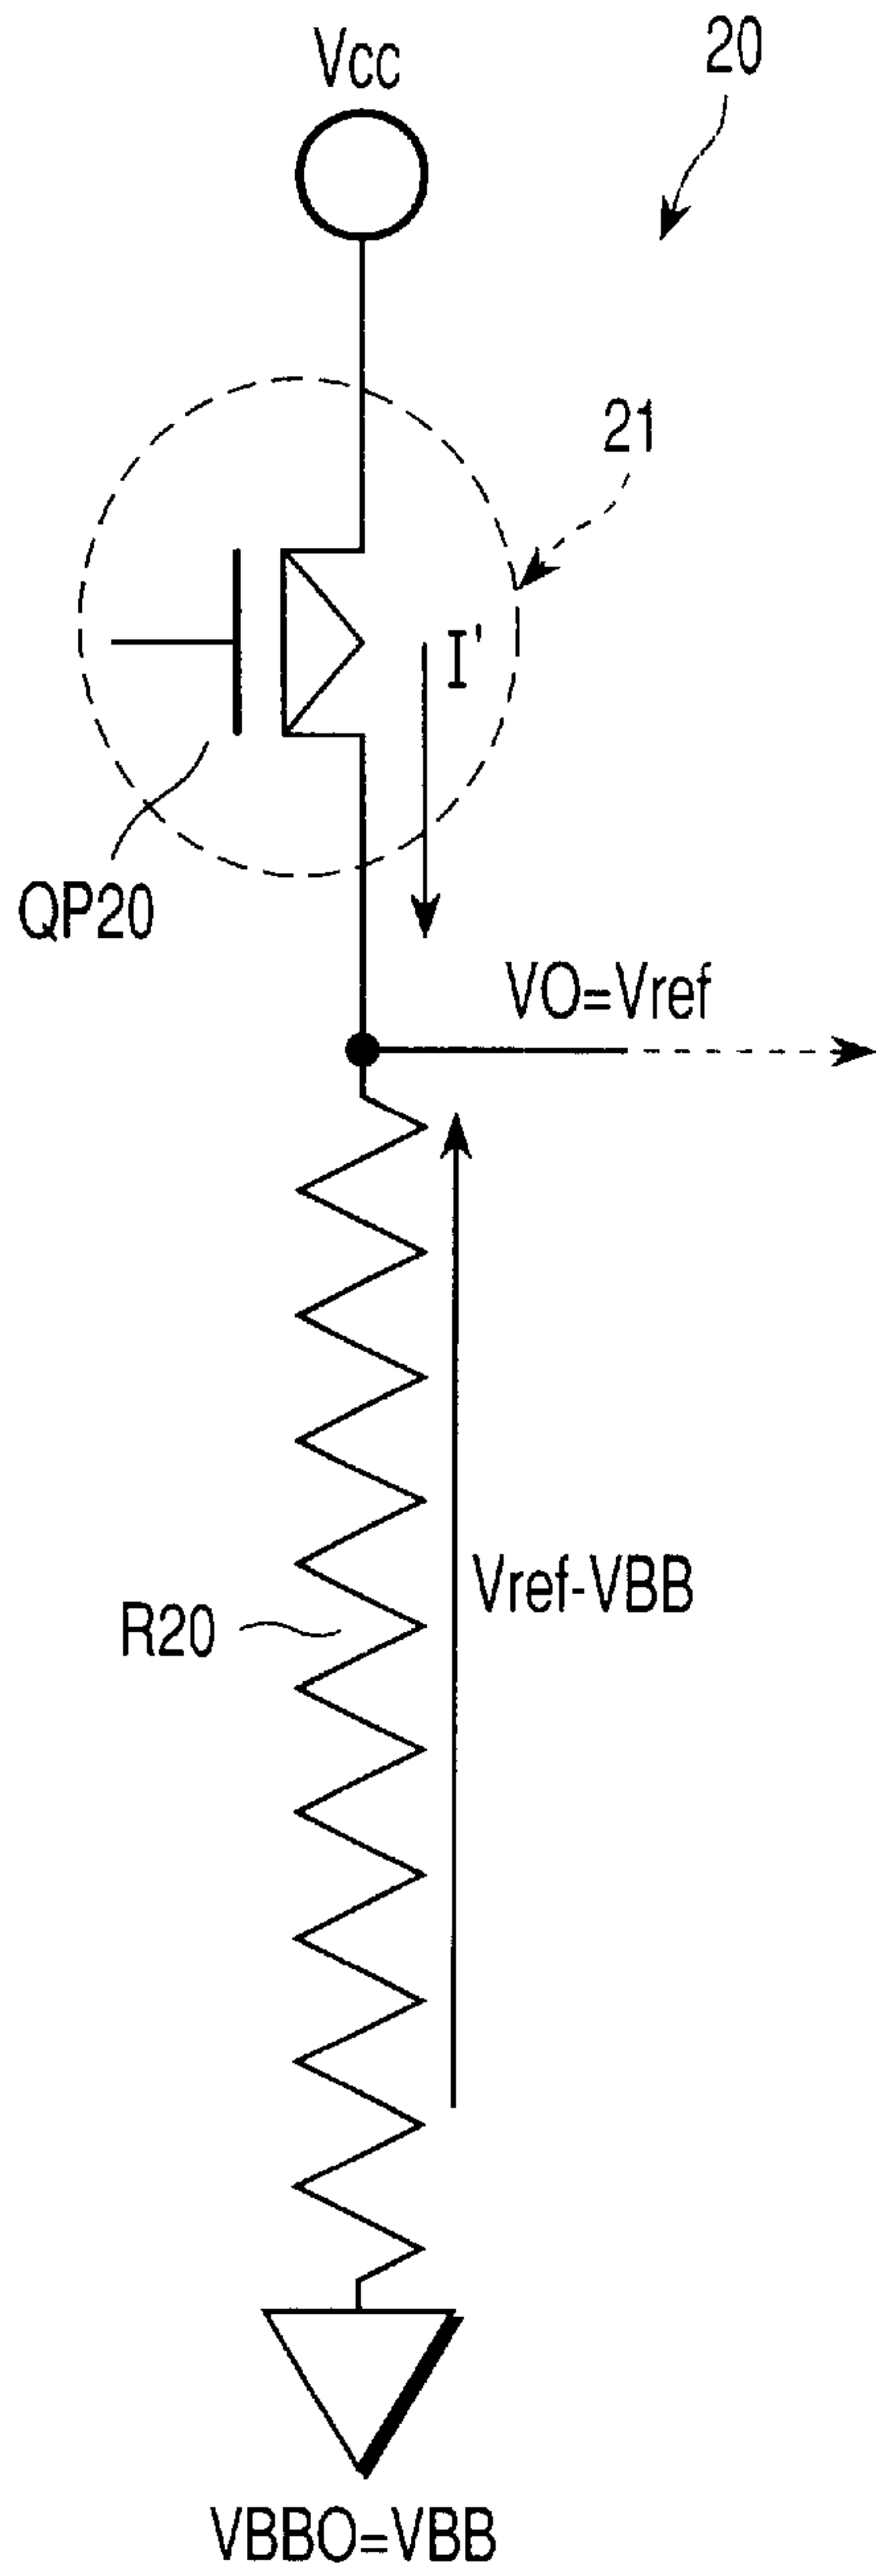 Vcc
20
21
I'
QP20
VO=Vref
Vref-VBB
R20
VBBO=VBB